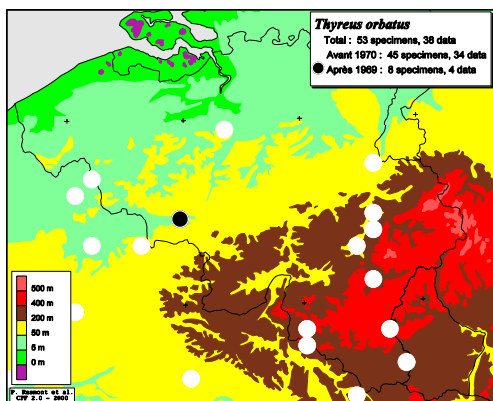 Thyreus orbatus
Total : 53 specimens, 38 data
Avant 1970 : 45 specimens, 34 data
Après 1969 : 8 specimens, 4 data
500 m
400 m
200 m
50 m
5 m
0 m
P. Rasmont et al.
CFF 2.0 - 2000